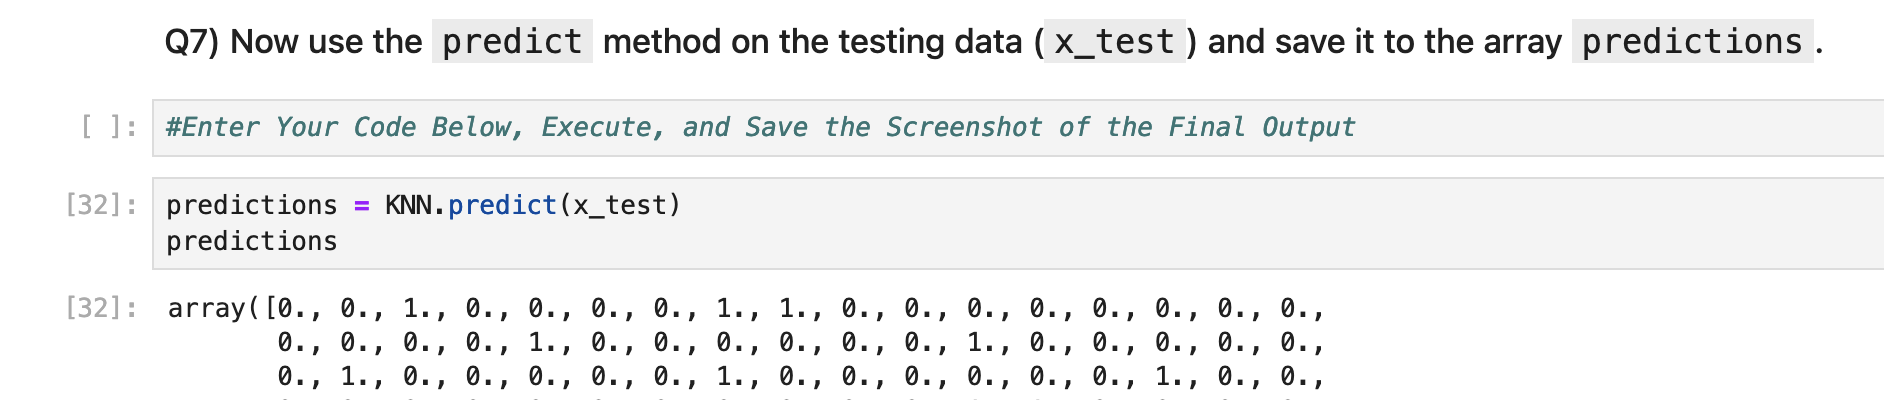 Q7) Now use the predict method on the testing data (x_test) and save it to the array predictions.
[ ]: #Enter Your Code Below, Execute, and Save the Screenshot of the Final Output
[32]: predictions = KNN.predict(x_test)
predictions
[32]: array([0., 0., 1., 0., 0., 0., 0., 1., 1., 0., 0., 0., 0., 0., 0., 0., 0.,
0., 0., 0., 0., 1., 0., 0., 0., 0., 0., 0., 1., 0., 0., 0., 0., 0.,
0., 1., 0., 0., 0., 0., 0., 1., 0., 0., 0., 0., 0., 0., 1., 0., 0.,